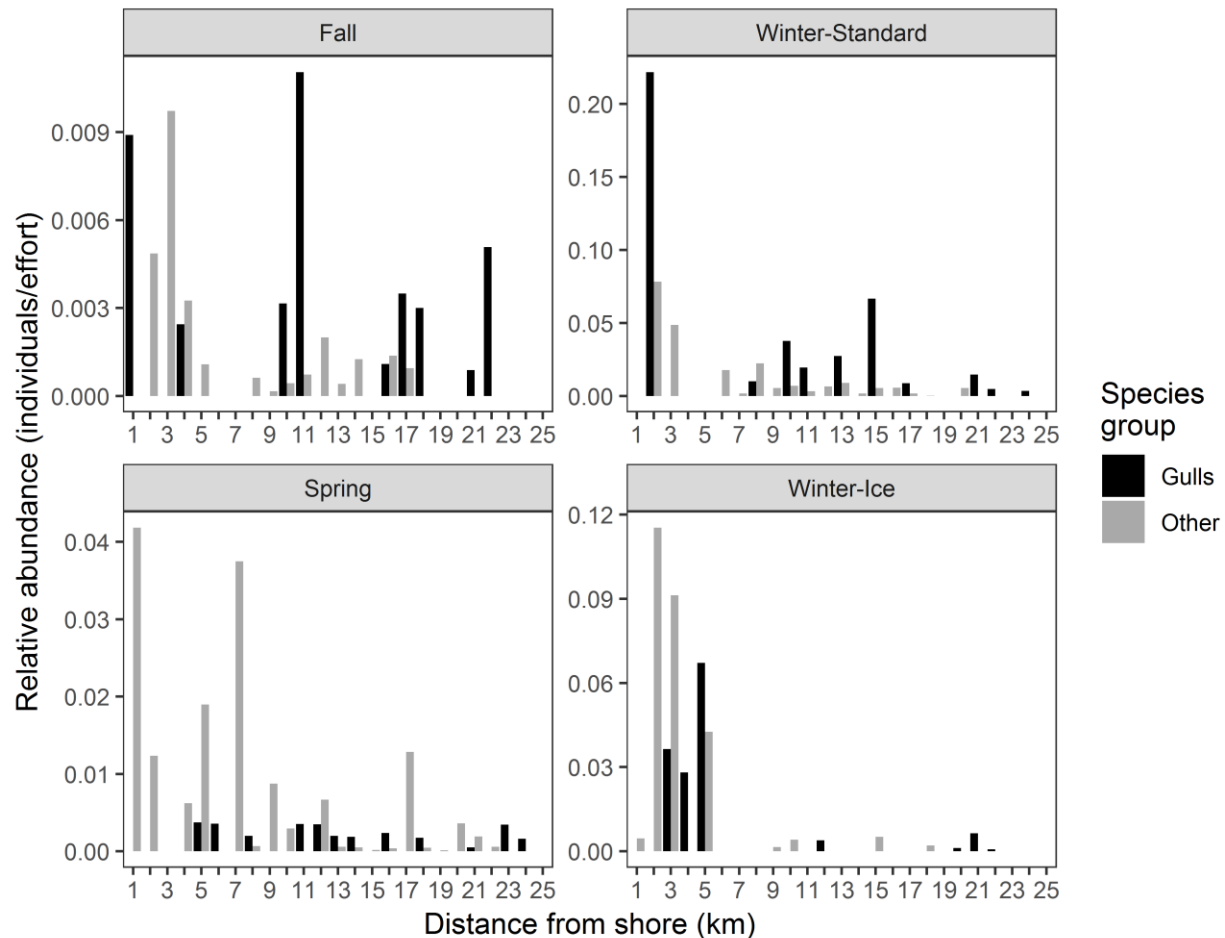 Fall
Winter-Standard
0.009
0.006
0.003
0.000
0.20
0.15
0.10
0.05
0.00
1 3 5 7 9 11 13 15 17 19 21 23 25
1 3 5 7 9 11 13 15 17 19 21 23 25
Spring
Winter-Ice
0.04
0.03
0.02
0.01
0.00
0.12
0.09
0.06
0.03
0.00
1 3 5 7 9 11 13 15 17 19 21 23 25
1 3 5 7 9 11 13 15 17 19 21 23 25
Relative abundance (individuals/effort)
Distance from shore (km)
Species
group
Gulls
Other